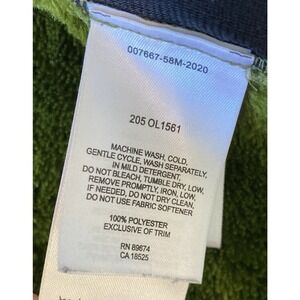 007667-58M-2020
205 OL1561
MACHINE WASH, COLD,
GENTLE CYCLE, WASH SEPARATELY,
IN MILD DETERGENT,
DO NOT BLEACH, TUMBLE DRY, LOW,
REMOVE PROMPTLY, IRON, LOW,
IF NEEDED, DO NOT DRY CLEAN,
DO NOT USE FABRIC SOFTENER
100% POLYESTER
EXCLUSIVE OF TRIM
RN 89674
CA 18525